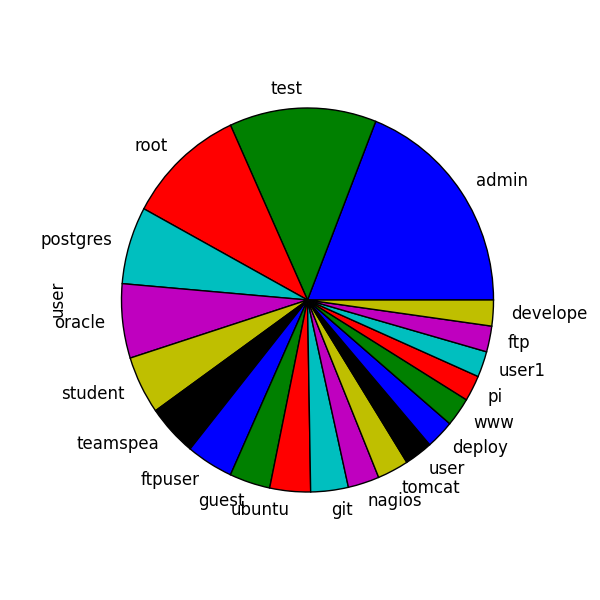 test
root
admin
postgres
user
oracle
develope
ftp
user1
student
pi
www
teamspea
deploy
user
ftpuser
tomcat
guest
nagios
ubuntu
git